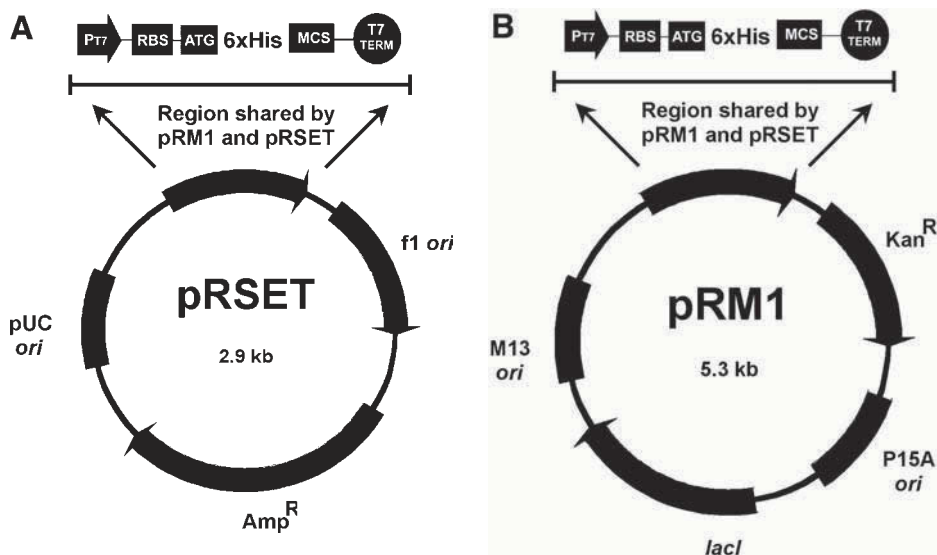 A
PT7 RBS ATG 6xHis MCS T7 TERM
Region shared by
pRM1 and pRSET
f1 ori
pRSET
2.9 kb
pUC
ori
AmpR
B
PT7 RBS ATG 6xHis MCS T7 TERM
Region shared by
pRM1 and pRSET
KanR
pRM1
5.3 kb
M13
ori
P15A
ori
lacI